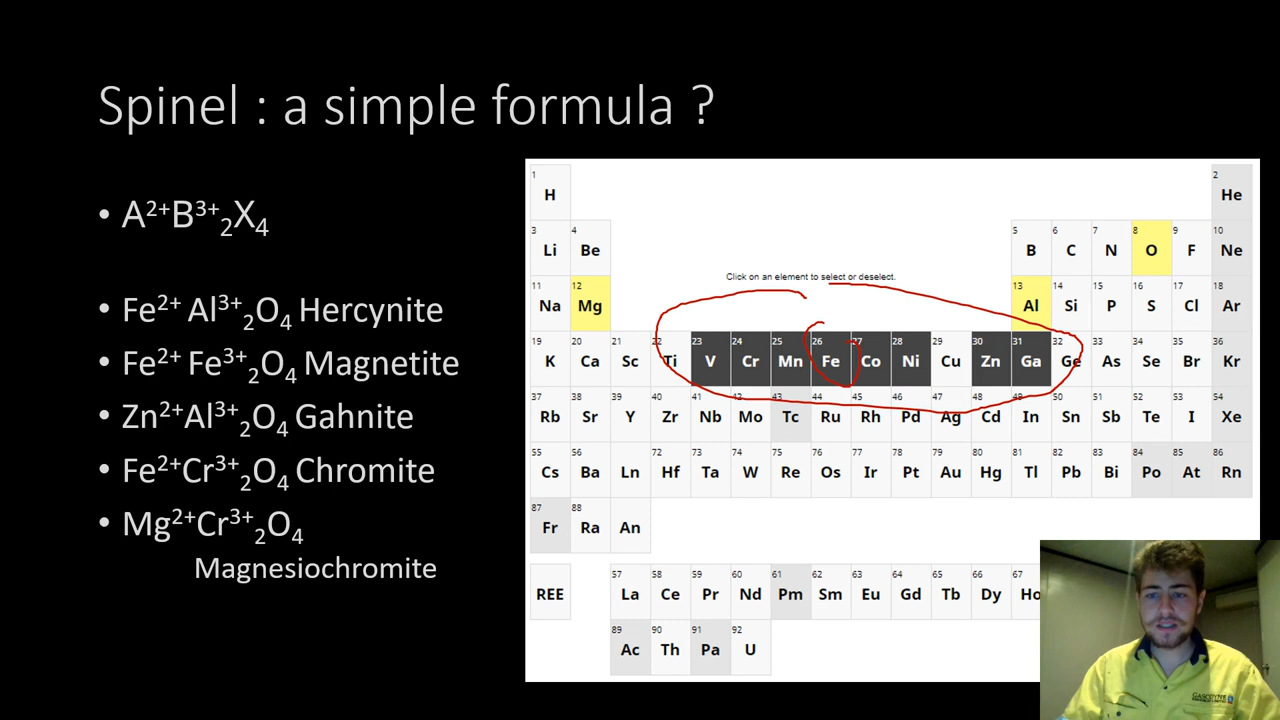 Spinel : a simple formula ?
• A²⁺B³⁺₂X₄
• Fe²⁺ Al³⁺₂O₄ Hercynite
• Fe²⁺ Fe³⁺₂O₄ Magnetite
• Zn²⁺Al³⁺₂O₄ Gahnite
• Fe²⁺Cr³⁺₂O₄ Chromite
• Mg²⁺Cr³⁺₂O₄
Magnesiochromite
1 2
H He
3 4 5 6 7 8 9 10
Li Be B C N O F Ne
Click on an element to select or deselect.
11 12 13 14 15 16 17 18
Na Mg Al Si P S Cl Ar
19 20 21 22 23 24 25 26 27 28 29 30 31 32 33 34 35 36
K Ca Sc Ti V Cr Mn Fe Co Ni Cu Zn Ga Ge As Se Br Kr
37 38 39 40 41 42 43 44 45 46 47 48 49 50 51 52 53 54
Rb Sr Y Zr Nb Mo Tc Ru Rh Pd Ag Cd In Sn Sb Te I Xe
55 56 72 73 74 75 76 77 78 79 80 81 82 83 84 85 86
Cs Ba Ln Hf Ta W Re Os Ir Pt Au Hg Tl Pb Bi Po At Rn
87 88
Fr Ra An
57 58 59 60 61 62 63 64 65 66 67
REE La Ce Pr Nd Pm Sm Eu Gd Tb Dy Ho
89 90 91 92
Ac Th Pa U